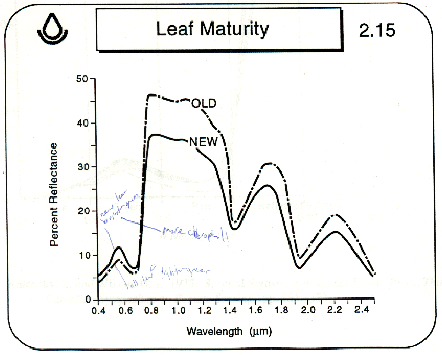 Leaf Maturity
2.15
Percent Reflectance
50
40
30
20
10
0
OLD
NEW
new leaf
0.4 0.6 0.8 1.0 1.2 1.4 1.6 1.8 2.0 2.2 2.4
Wavelength (μm)